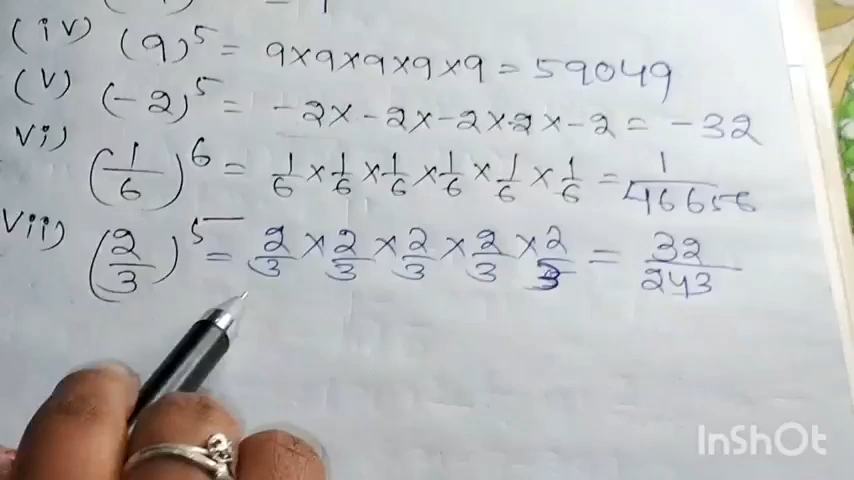 (iv) (9)⁵ = 9×9×9×9×9 = 59049
(v) (-2)⁵ = -2×-2×-2×-2×-2 = -32
vi) (1/6)⁶ = 1/6 × 1/6 × 1/6 × 1/6 × 1/6 × 1/6 = 1/46656
Vii) (2/3)⁵ = 2/3 × 2/3 × 2/3 × 2/3 × 2/3 = 32/243
InShOt